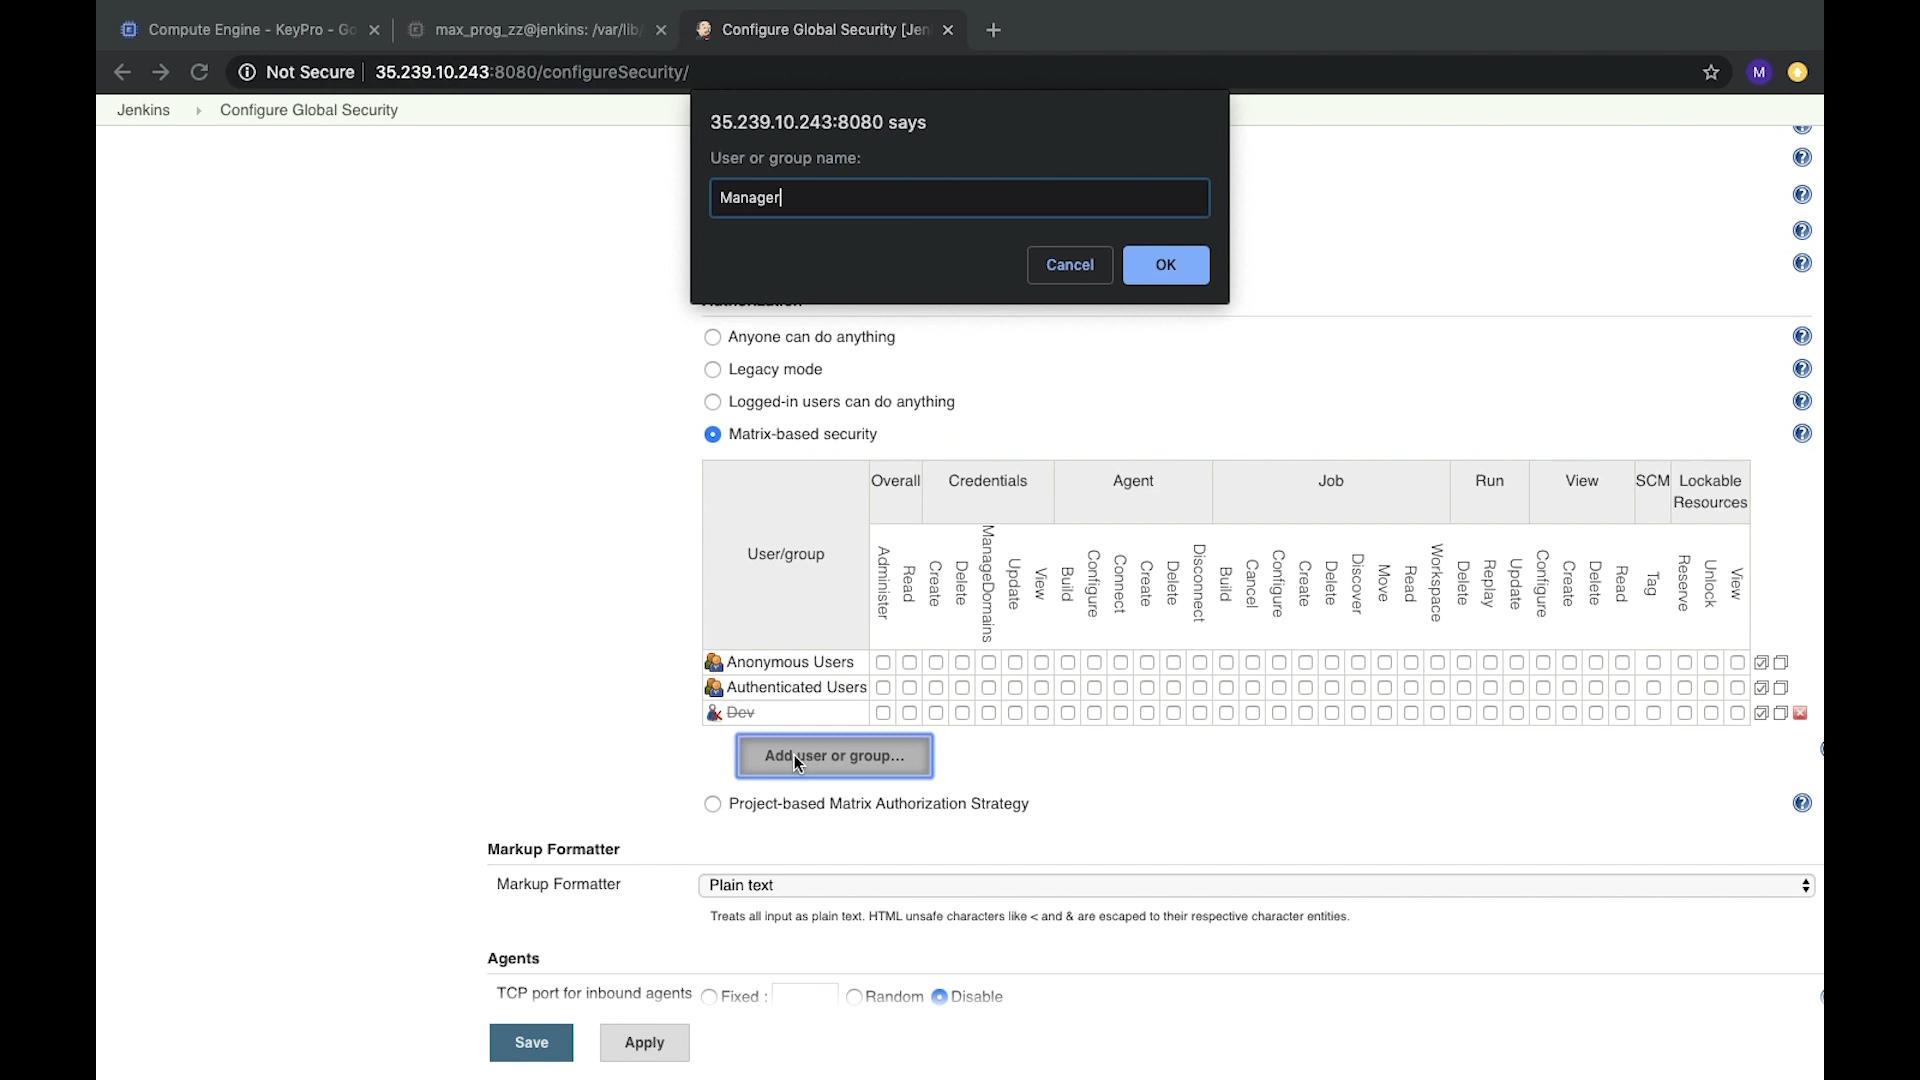 Compute Engine - KeyPro - Go
max_prog_zz@jenkins: /var/lib/
Configure Global Security [Jen
Not Secure
35.239.10.243:8080/configureSecurity/
M
Jenkins
Configure Global Security
35.239.10.243:8080 says
User or group name:
Manager
Cancel
OK
Authorization
Anyone can do anything
Legacy mode
Logged-in users can do anything
Matrix-based security
User/group
Overall
Credentials
Agent
Job
Run
View
SCM
Lockable
Resources
Administer
Read
Create
Delete
ManageDomains
Update
View
Build
Configure
Connect
Create
Delete
Disconnect
Build
Cancel
Configure
Create
Delete
Discover
Move
Read
Workspace
Delete
Replay
Update
Configure
Create
Delete
Read
Tag
Reserve
Unlock
View
Anonymous Users
Authenticated Users
Dev
Add user or group...
Project-based Matrix Authorization Strategy
Markup Formatter
Markup Formatter
Plain text
Treats all input as plain text. HTML unsafe characters like < and & are escaped to their respective character entities.
Agents
TCP port for inbound agents
Fixed :
Random
Disable
Save
Apply